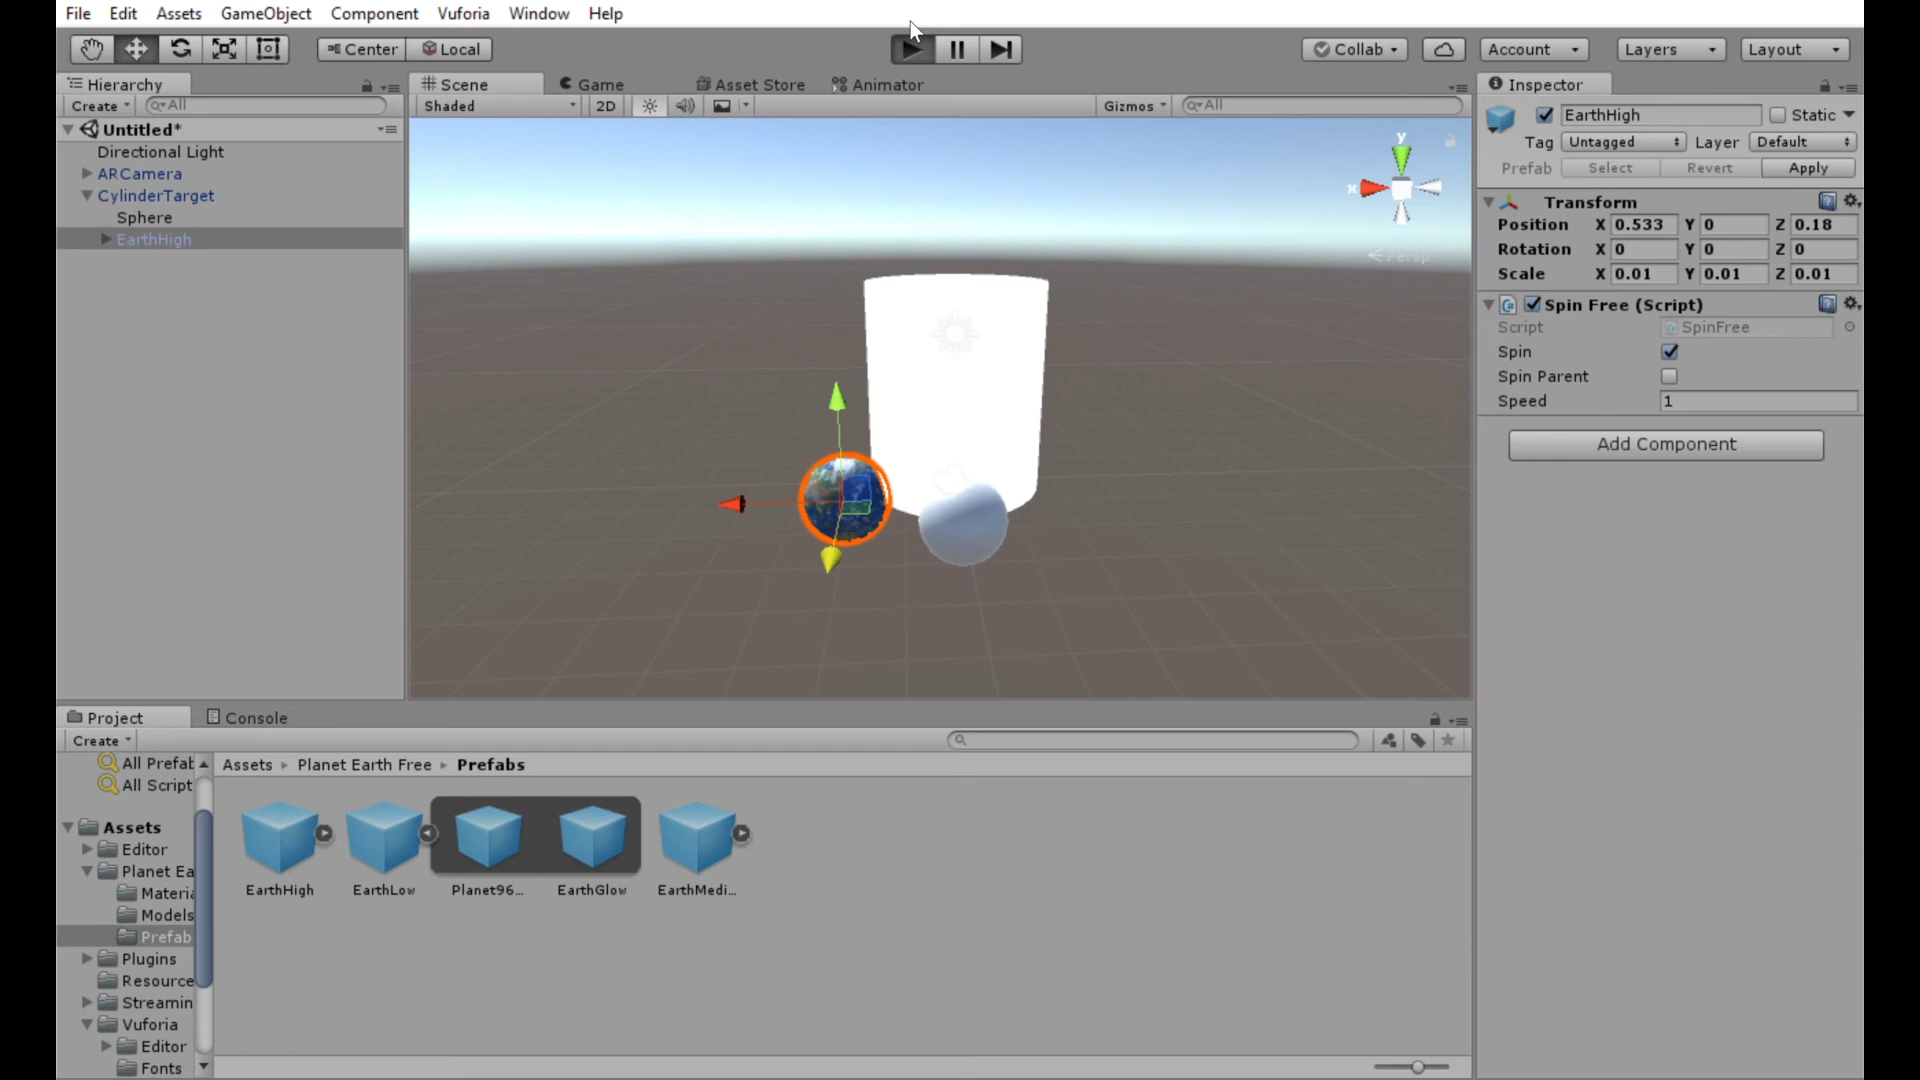 File Edit Assets GameObject Component Vuforia Window Help
Center Local Collab Account Layers Layout
Hierarchy
Create All
Untitled*
Directional Light
ARCamera
CylinderTarget
Sphere
EarthHigh
Scene Game Asset Store Animator
Shaded 2D Gizmos All
y
x
Persp
Inspector
EarthHigh Static
Tag Untagged Layer Default
Prefab Select Revert Apply
Transform
Position X 0.533 Y 0 Z 0.18
Rotation X 0 Y 0 Z 0
Scale X 0.01 Y 0.01 Z 0.01
Spin Free (Script)
Script SpinFree
Spin
Spin Parent
Speed 1
Add Component
Project Console
Create
All Prefab
All Script
Assets
Editor
Planet Ea
Materia
Models
Prefab
Plugins
Resource
Streamin
Vuforia
Editor
Fonts
Assets Planet Earth Free Prefabs
EarthHigh EarthLow Planet96... EarthGlow EarthMedi...